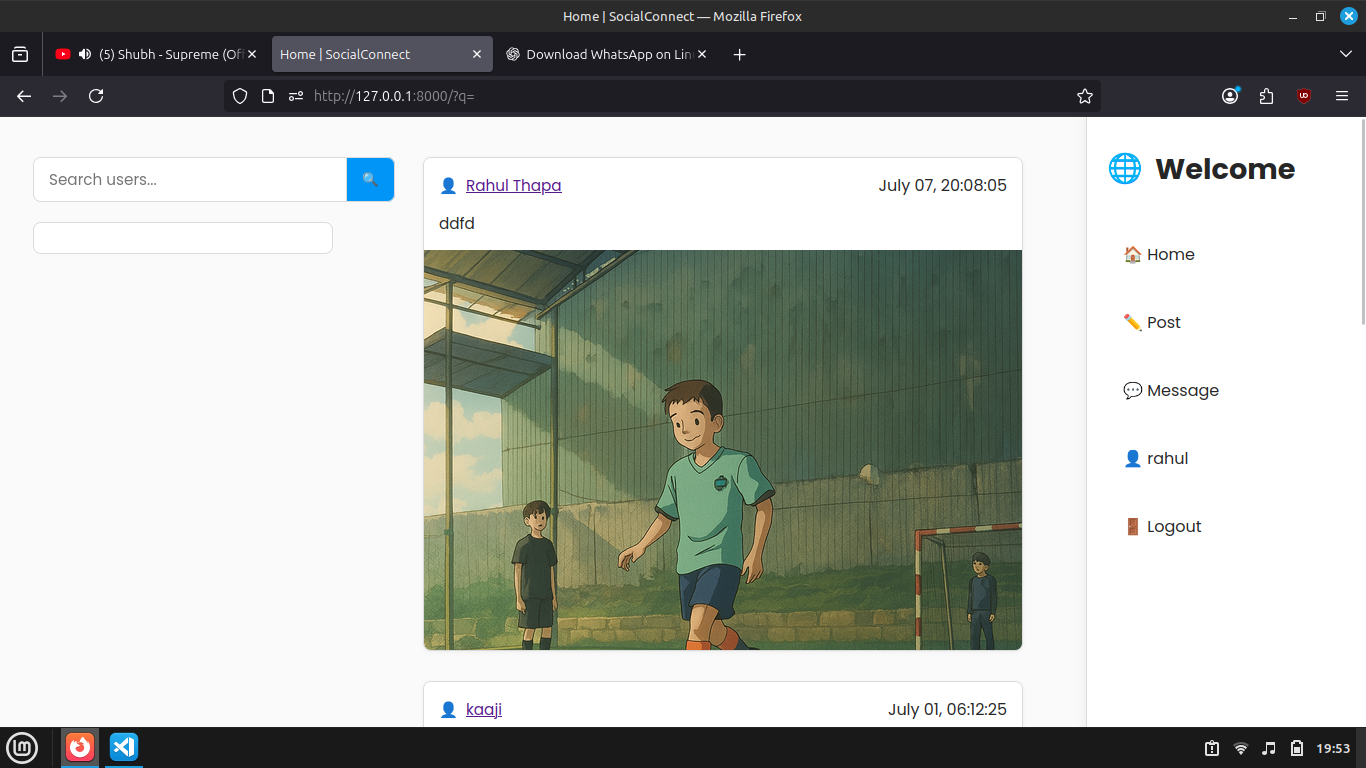 Home | SocialConnect — Mozilla Firefox
(5) Shubh - Supreme (Of
Home | SocialConnect
Download WhatsApp on Lin
http://127.0.0.1:8000/?q=
Search users...
Rahul Thapa
July 07, 20:08:05
ddfd
kaaji
July 01, 06:12:25
Welcome
Home
Post
Message
rahul
Logout
19:53